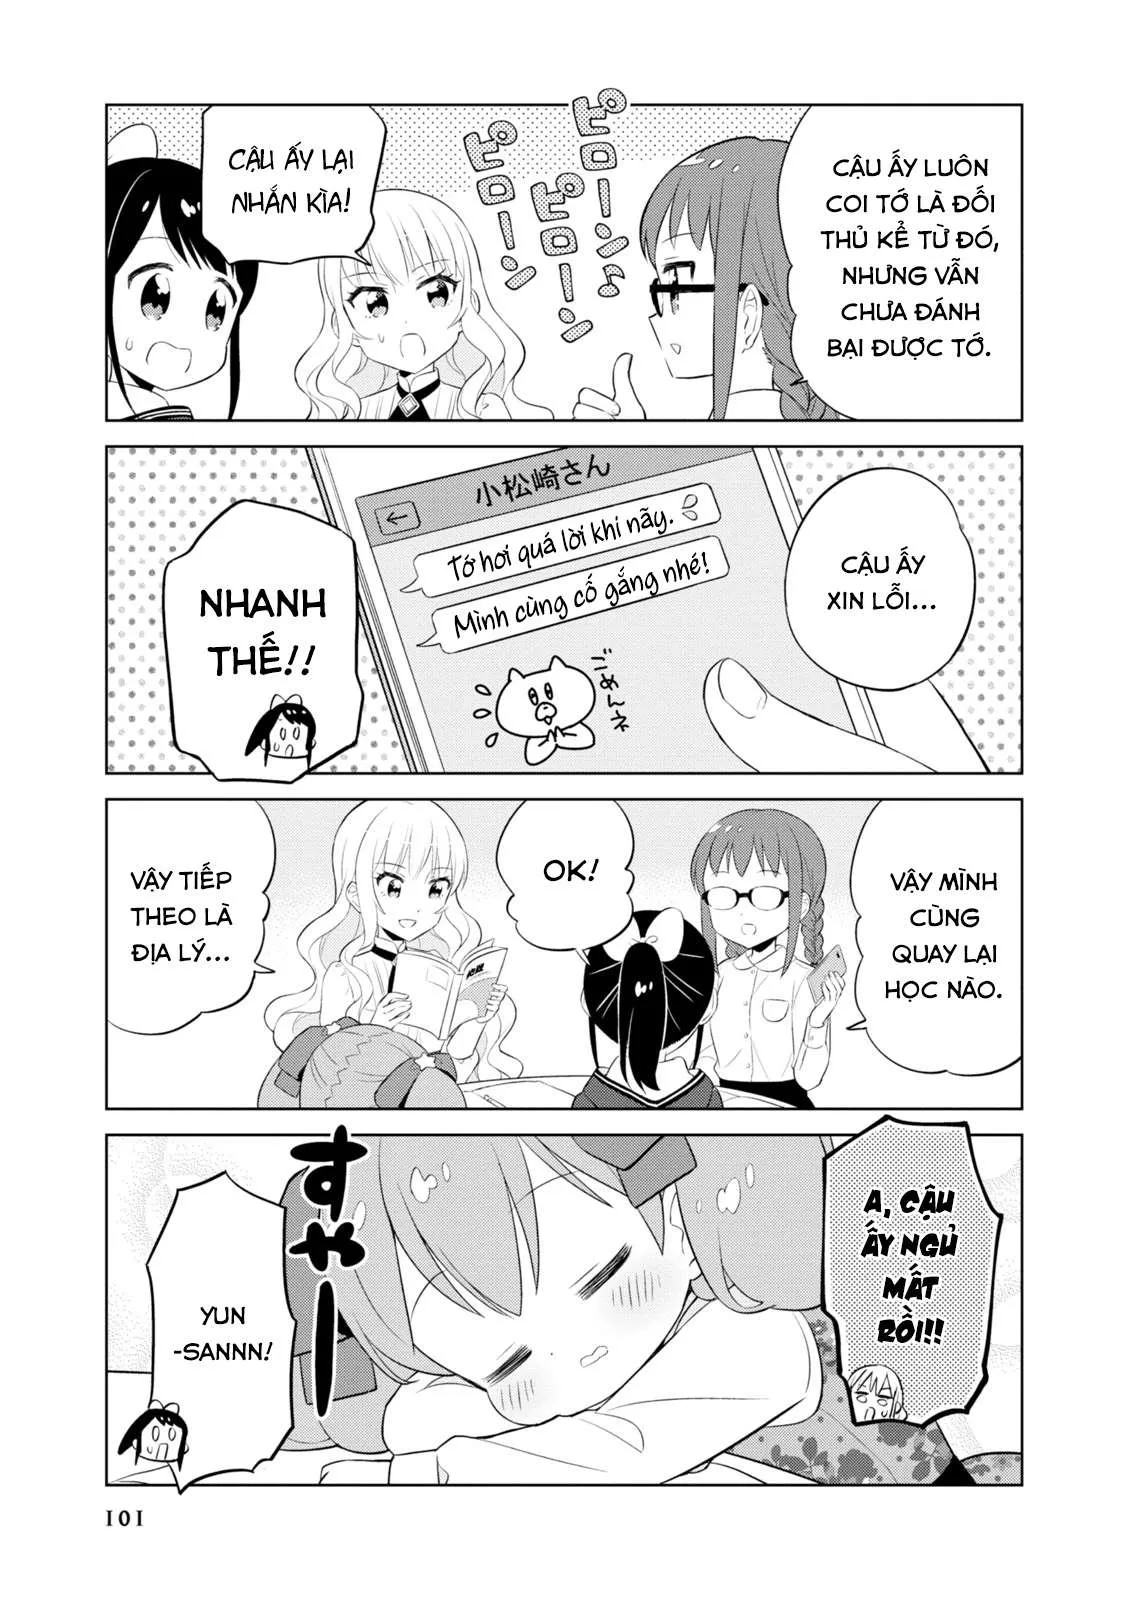 CẬU ẤY LUÔN
COI TỚ LÀ ĐỐI
THỦ KỂ TỪ ĐÓ,
NHƯNG VẪN
CHƯA ĐÁNH
BẠI ĐƯỢC TỚ.
ピローン♪
ピローン
ピローン
CẬU ẤY LẠI
NHẮN KÌA!
CẬU ẤY
XIN LỖI...
小松崎さん
←
Tớ hơi quá lời khi nãy.
Mình cùng cố gắng nhé!
ごめんネ
NHANH
THẾ!!
VẬY MÌNH
CÙNG
QUAY LẠI
HỌC NÀO.
OK!
VẬY TIẾP
THEO LÀ
ĐỊA LÝ...
A, CẬU
ẤY NGỦ
MẤT
RỒI!!
すやー
YUN
-SANNN!
101